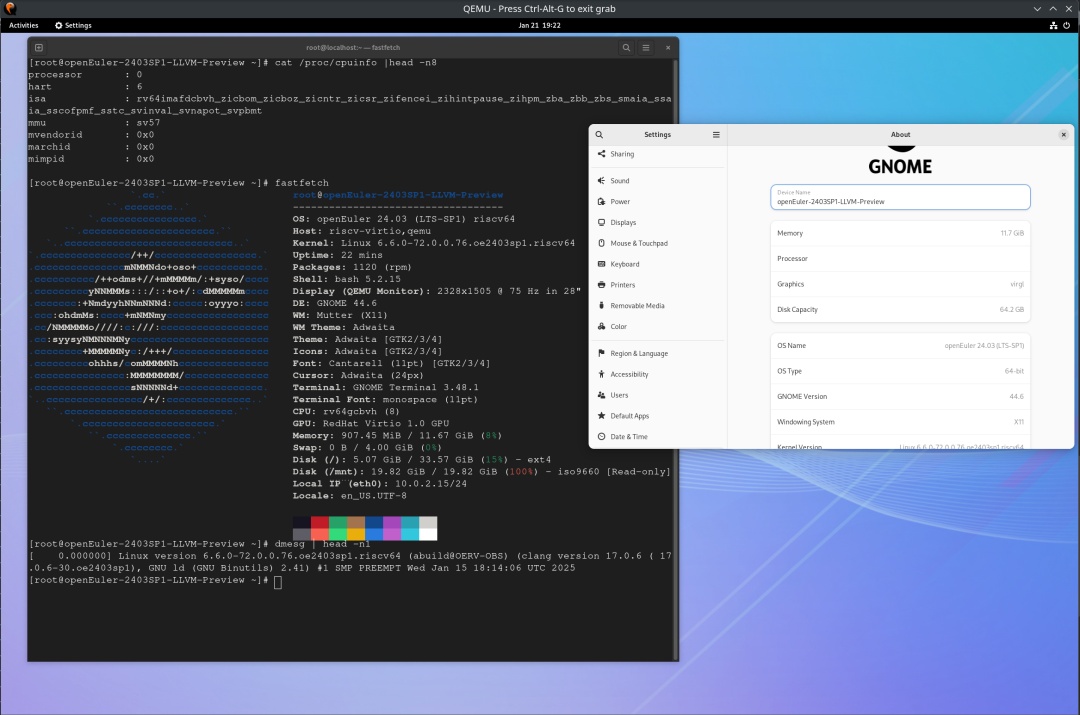 QEMU - Press Ctrl-Alt-G to exit grab
Activities
Settings
Jan 21 19:22
root@localhost:~ — fastfetch
[root@openEuler-2403SP1-LLVM-Preview ~]# cat /proc/cpuinfo |head -n8
processor : 0
hart : 6
isa : rv64imafdcbvh_zicbom_zicboz_zicntr_zicsr_zifencei_zihintpause_zihpm_zba_zbb_zbs_smaia_ssa
ia_sscofpmf_sstc_svinval_svnapot_svpbmt
mmu : sv57
mvendorid : 0x0
marchid : 0x0
mimpid : 0x0
[root@openEuler-2403SP1-LLVM-Preview ~]# fastfetch
root@openEuler-2403SP1-LLVM-Preview
-----------------------------------
OS: openEuler 24.03 (LTS-SP1) riscv64
Host: riscv-virtio,qemu
Kernel: Linux 6.6.0-72.0.0.76.oe2403sp1.riscv64
Uptime: 22 mins
Packages: 1120 (rpm)
Shell: bash 5.2.15
Display (QEMU Monitor): 2328x1505 @ 75 Hz in 28"
DE: GNOME 44.6
WM: Mutter (X11)
WM Theme: Adwaita
Theme: Adwaita [GTK2/3/4]
Icons: Adwaita [GTK2/3/4]
Font: Cantarell (11pt) [GTK2/3/4]
Cursor: Adwaita (24px)
Terminal: GNOME Terminal 3.48.1
Terminal Font: monospace (11pt)
CPU: rv64gcbvh (8)
GPU: RedHat Virtio 1.0 GPU
Memory: 907.45 MiB / 11.67 GiB (8%)
Swap: 0 B / 4.00 GiB (0%)
Disk (/): 5.07 GiB / 33.57 GiB (15%) - ext4
Disk (/mnt): 19.82 GiB / 19.82 GiB (100%) - iso9660 [Read-only]
Local IP (eth0): 10.0.2.15/24
Locale: en_US.UTF-8
[root@openEuler-2403SP1-LLVM-Preview ~]# dmesg | head -n1
[    0.000000] Linux version 6.6.0-72.0.0.76.oe2403sp1.riscv64 (abuild@OERV-OBS) (clang version 17.0.6 ( 17
.0.6-30.oe2403sp1), GNU ld (GNU Binutils) 2.41) #1 SMP PREEMPT Wed Jan 15 18:14:06 UTC 2025
[root@openEuler-2403SP1-LLVM-Preview ~]#
Settings
Sharing
Sound
Power
Displays
Mouse & Touchpad
Keyboard
Printers
Removable Media
Color
Region & Language
Accessibility
Users
Default Apps
Date & Time
About
GNOME
Device Name
openEuler-2403SP1-LLVM-Preview
Memory 11.7 GiB
Processor
Graphics virgl
Disk Capacity 64.2 GB
OS Name openEuler 24.03 (LTS-SP1)
OS Type 64-bit
GNOME Version 44.6
Windowing System X11
Kernel Version Linux 6.6.0-72.0.0.76.oe2403sp1.riscv64